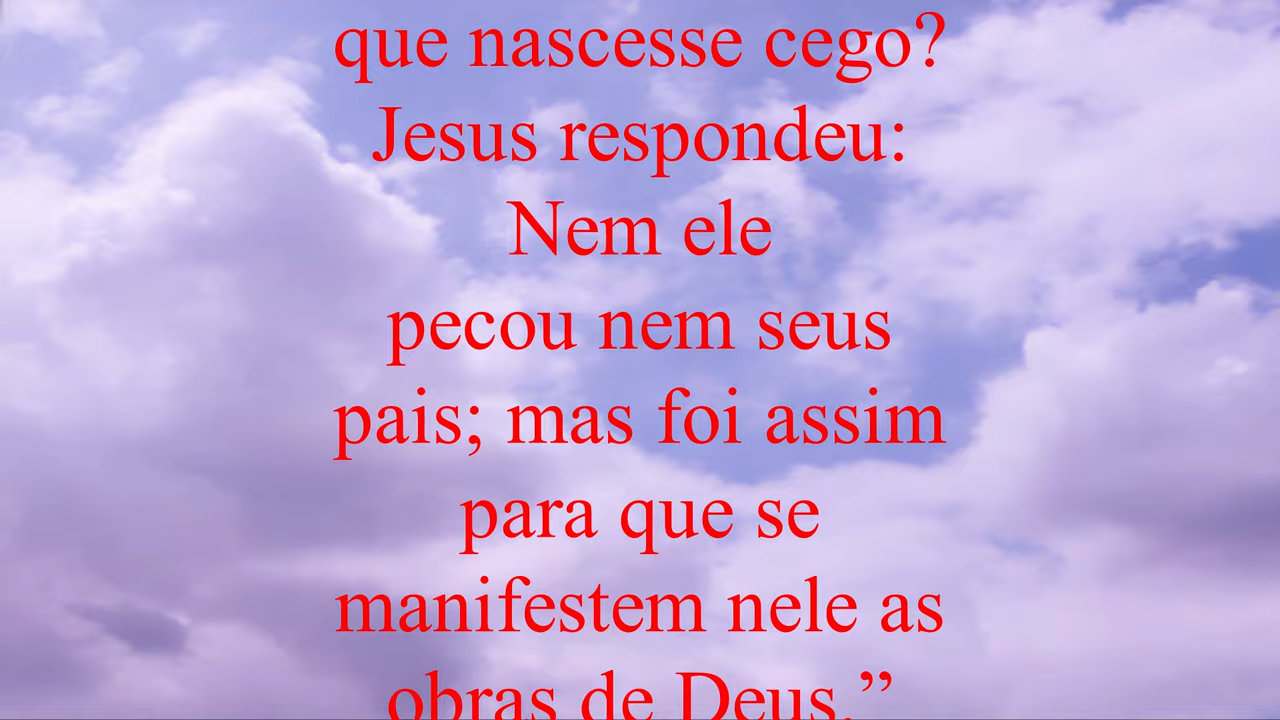 que nascesse cego?
Jesus respondeu:
Nem ele
pecou nem seus
pais; mas foi assim
para que se
manifestem nele as
obras de Deus.”